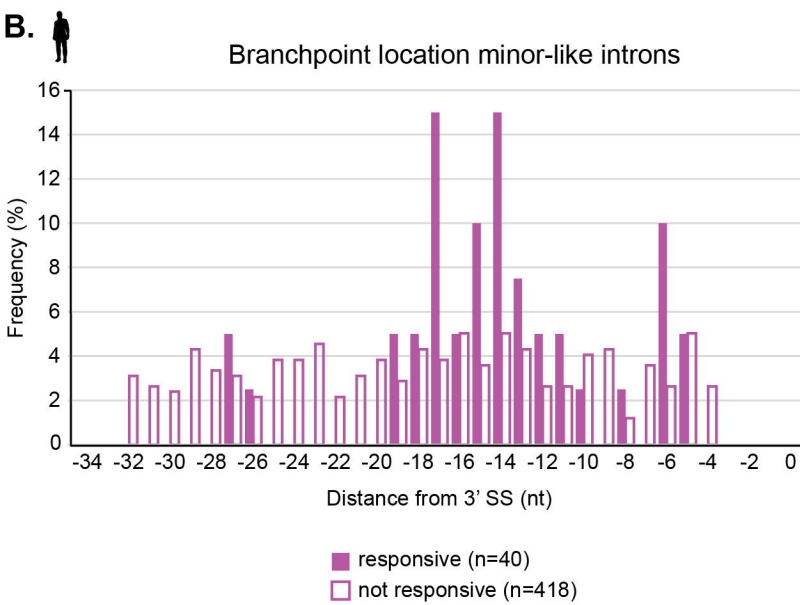 B.
Branchpoint location minor-like introns
Frequency (%)
16
14
12
10
8
6
4
2
0
-34 -32 -30 -28 -26 -24 -22 -20 -18 -16 -14 -12 -10 -8 -6 -4 -2 0
Distance from 3’ SS (nt)
responsive (n=40)
not responsive (n=418)